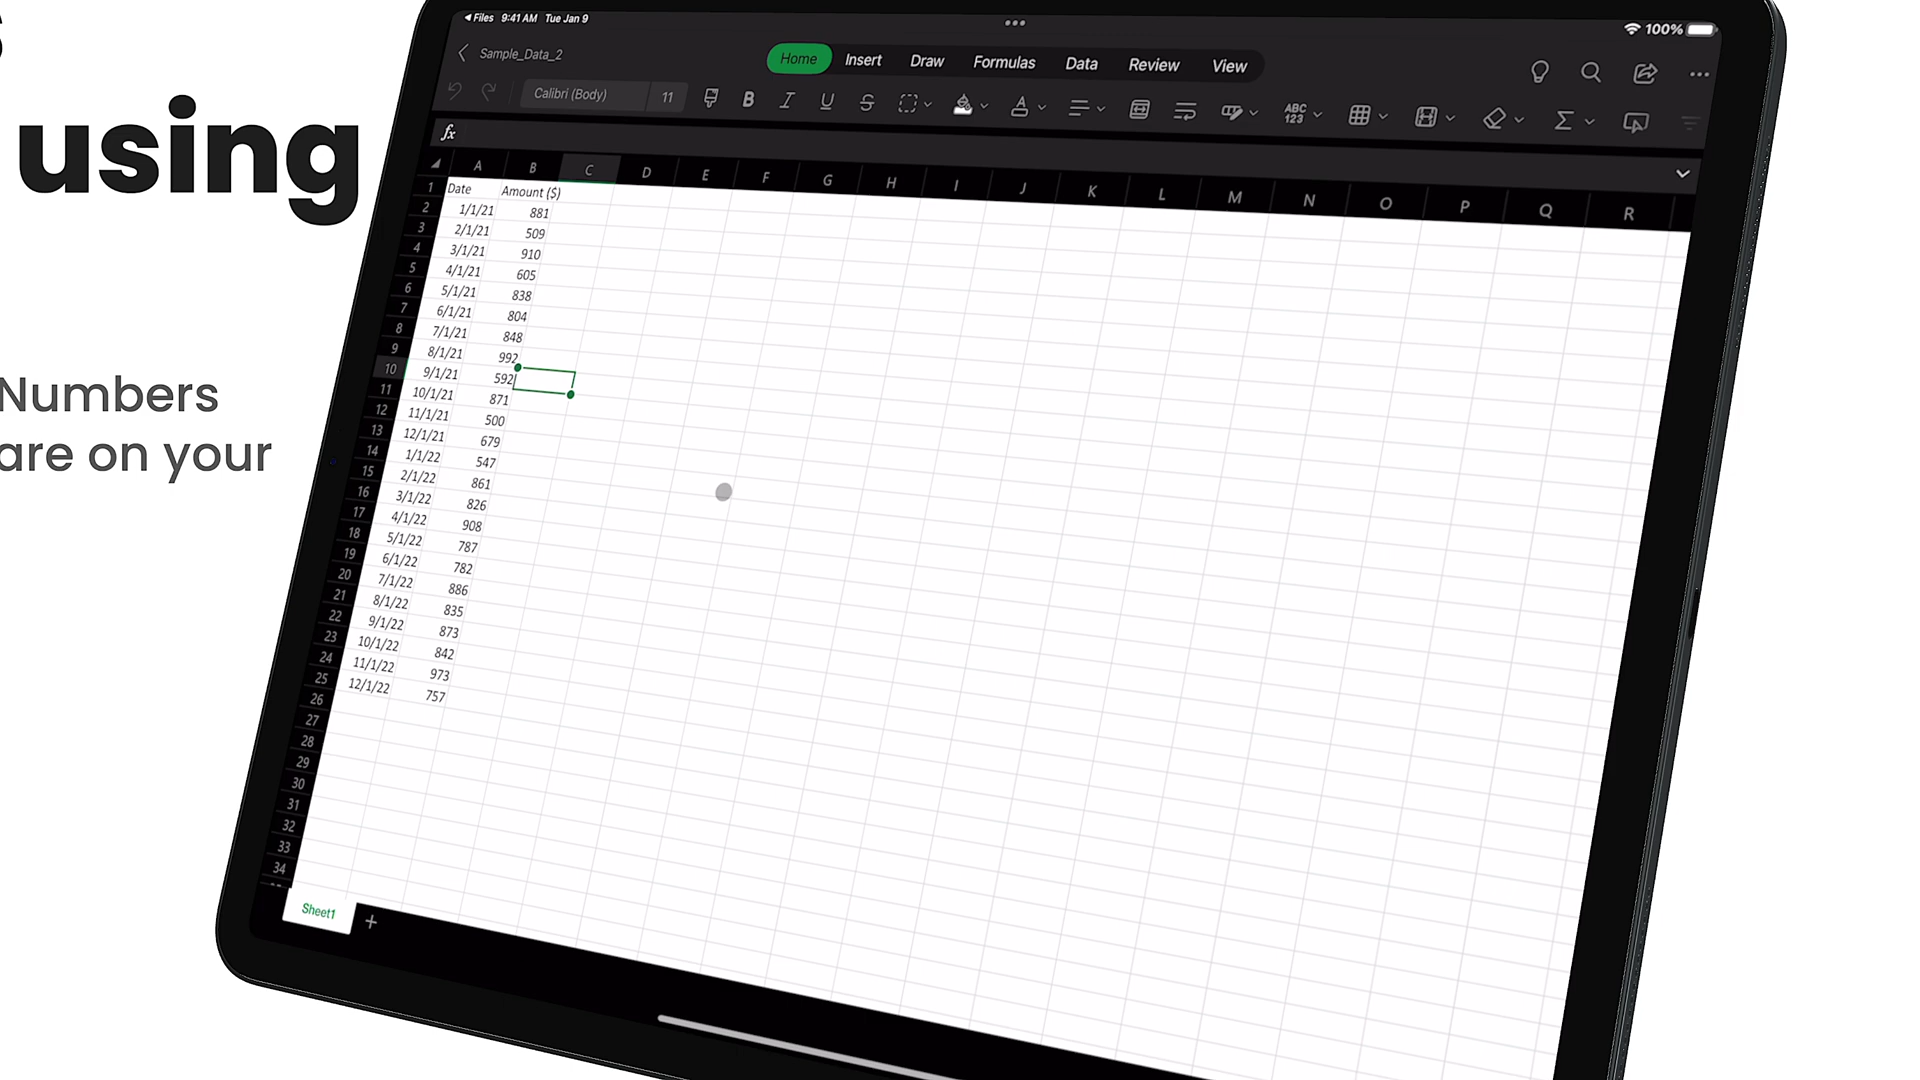 s
using
Numbers
are on your
Files 9:41 AM Tue Jan 9
100%
Sample_Data_2
Home Insert Draw Formulas Data Review View
Calibri (Body) 11 B I U S A ABC 123 Σ
fx
A B C D E F G H I J K L M N O P Q R
1 Date Amount ($)
2 1/1/21 881
3 2/1/21 509
4 3/1/21 910
5 4/1/21 605
6 5/1/21 838
7 6/1/21 804
8 7/1/21 848
9 8/1/21 992
10 9/1/21 592
11 10/1/21 871
12 11/1/21 500
13 12/1/21 679
14 1/1/22 547
15 2/1/22 861
16 3/1/22 826
17 4/1/22 908
18 5/1/22 787
19 6/1/22 782
20 7/1/22 886
21 8/1/22 835
22 9/1/22 873
23 10/1/22 842
24 11/1/22 973
25 12/1/22 757
26
27
28
29
30
31
32
33
34
Sheet1 +